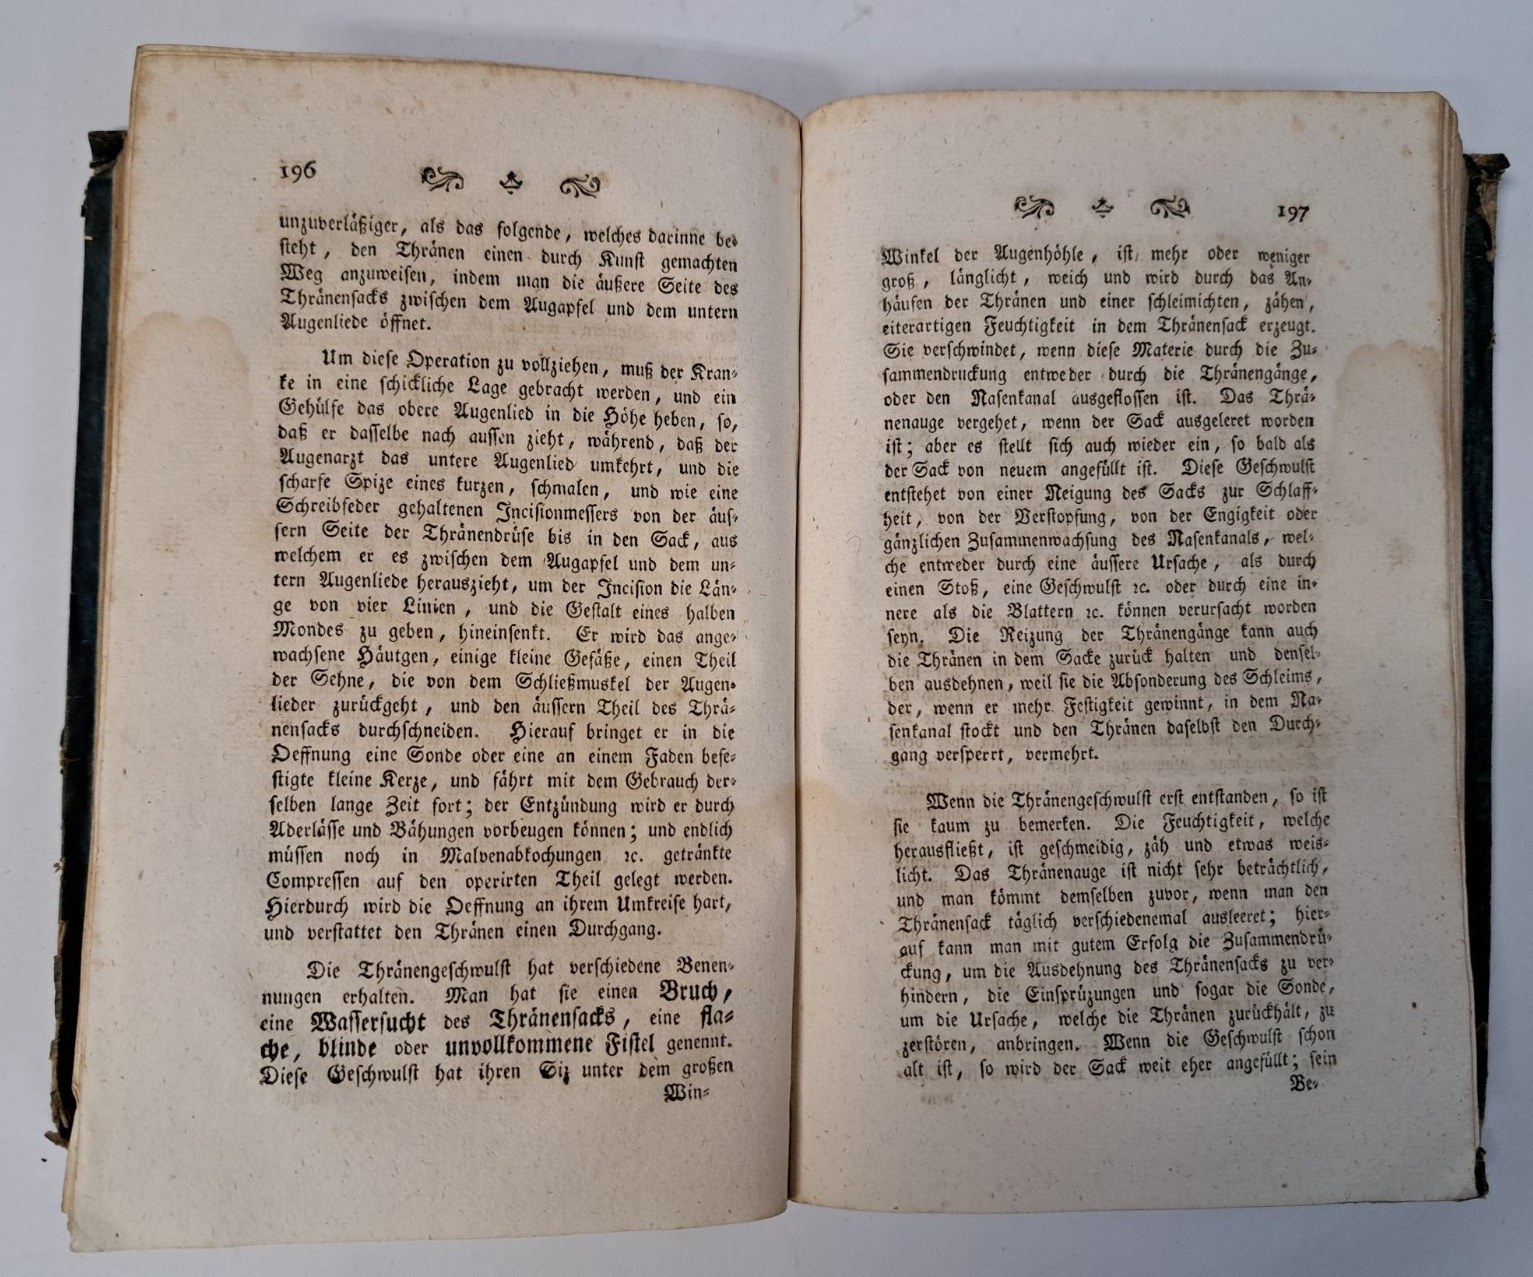 196
unzuverläßiger, als das folgende, welches darinne be-
steht, den Thränen einen durch Kunst gemachten
Weg anzuweisen, indem man die äußere Seite des
Thränensacks zwischen dem Augapfel und dem untern
Augenliede öffnet.
Um diese Operation zu vollziehen, muß der Kran-
ke in eine schickliche Lage gebracht werden, und ein
Gehülfe das obere Augenlied in die Höhe heben, so,
daß er dasselbe nach aussen zieht, während, daß der
Augenarzt das untere Augenlied umkehrt, und die
scharfe Spize eines kurzen, schmalen, und wie eine
Schreibfeder gehaltenen Incisionmessers von der äus-
sern Seite der Thränendrüse bis in den Sack, aus
welchem er es zwischen dem Augapfel und dem un-
tern Augenliede herauszieht, um der Incision die Län-
ge von vier Linien, und die Gestalt eines halben
Mondes zu geben, hineinsenkt. Er wird das ange-
wachsene Häutgen, einige kleine Gefäße, einen Theil
der Sehne, die von dem Schließmuskel der Augen-
lieder zurückgeht, und den äussern Theil des Thrä-
nensacks durchschneiden. Hierauf bringet er in die
Oeffnung eine Sonde oder eine an einem Faden befe-
stigte kleine Kerze, und fährt mit dem Gebrauch der-
selben lange Zeit fort; der Entzündung wird er durch
Aderlässe und Bähungen vorbeugen können; und endlich
müssen noch in Malvenabkochungen ꝛc. getränkte
Compressen auf den operirten Theil gelegt werden.
Hierdurch wird die Oeffnung an ihrem Umkreise hart,
und verstattet den Thränen einen Durchgang.
Die Thränengeschwulst hat verschiedene Benen-
nungen erhalten. Man hat sie einen Bruch,
eine Wassersucht des Thränensacks, eine fla-
che, blinde oder unvollkommene Fistel genennt.
Diese Geschwulst hat ihren Siz unter dem großen
Win-
197
Winkel der Augenhöhle, ist mehr oder weniger
groß, länglicht, weich und wird durch das An-
häufen der Thränen und einer schleimichten, zähen,
eiterartigen Feuchtigkeit in dem Thränensack erzeugt.
Sie verschwindet, wenn diese Materie durch die Zu-
sammendruckung entweder durch die Thränengänge,
oder den Nasenkanal ausgeflossen ist. Das Thrä-
nenauge vergehet, wenn der Sack ausgeleret worden
ist; aber es stellt sich auch wieder ein, so bald als
der Sack von neuem angefüllt ist. Diese Geschwulst
entstehet von einer Neigung des Sacks zur Schlaff-
heit, von der Verstopfung, von der Engigkeit oder
gänzlichen Zusammenwachsung des Nasenkanals, wel-
che entweder durch eine äussere Ursache, als durch
einen Stoß, eine Geschwulst ꝛc. oder durch eine in-
nere als die Blattern ꝛc. können verursacht worden
seyn. Die Reizung der Thränengänge kann auch
die Thränen in dem Sacke zurück halten und densel-
ben ausdehnen, weil sie die Absonderung des Schleims,
der, wenn er mehr Festigkeit gewinnt, in dem Na-
senkanal stockt und den Thränen daselbst den Durch-
gang versperrt, vermehrt.
Wenn die Thränengeschwulst erst entstanden, so ist
sie kaum zu bemerken. Die Feuchtigkeit, welche
herausfließt, ist geschmeidig, zäh und etwas weis-
licht. Das Thränenauge ist nicht sehr beträchtlich,
und man kömmt demselben zuvor, wenn man den
Thränensack täglich verschiedenemal ausleeret; hier-
auf kann man mit gutem Erfolg die Zusammendrü-
ckung, um die Ausdehnung des Thränensacks zu ver-
hindern, die Einsprüzungen und sogar die Sonde,
um die Ursache, welche die Thränen zurückhält, zu
zerstören, anbringen. Wenn die Geschwulst schon
alt ist, so wird der Sack weit eher angefüllt; sein
Be-